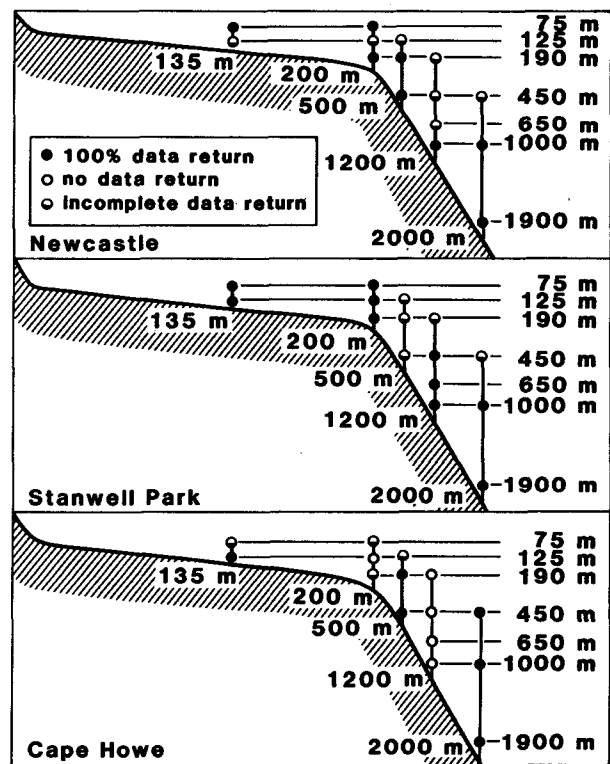 75 m
125 m
135 m
200 m
190 m
500 m
450 m
650 m
● 100% data return
1200 m
1000 m
○ no data return
◒ incomplete data return
1900 m
Newcastle
2000 m
75 m
125 m
135 m
200 m
190 m
500 m
450 m
650 m
1200 m
1000 m
Stanwell Park
2000 m
1900 m
75 m
125 m
135 m
200 m
190 m
500 m
450 m
650 m
1200 m
1000 m
Cape Howe
2000 m
1900 m